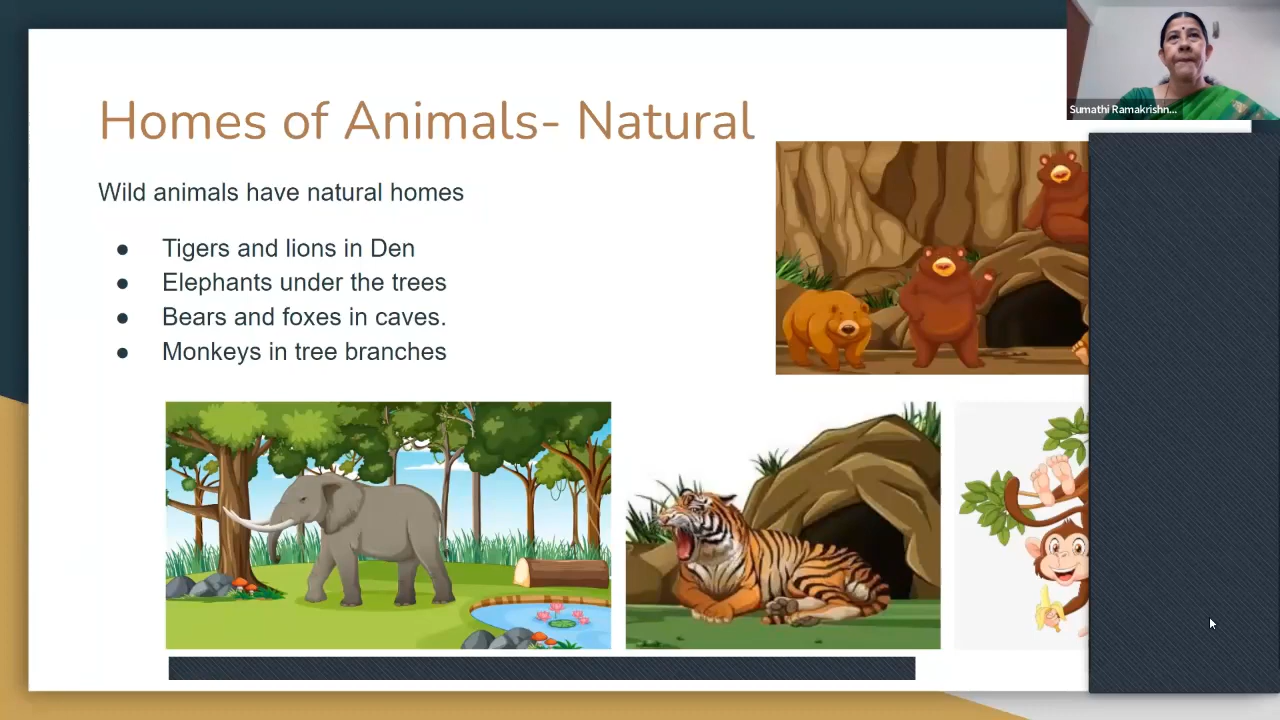 Homes of Animals- Natural
Wild animals have natural homes
● Tigers and lions in Den
● Elephants under the trees
● Bears and foxes in caves.
● Monkeys in tree branches
Sumathi Ramakrishn...